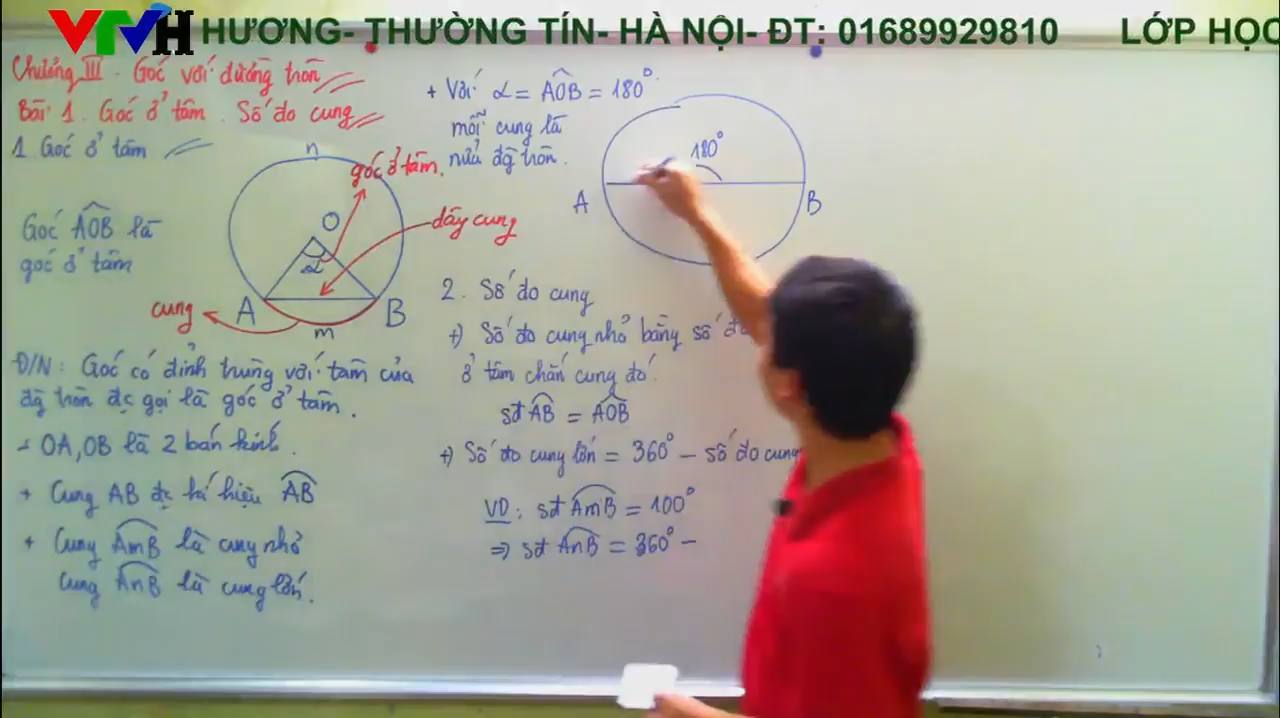 VTVH HƯƠNG- THƯỜNG TÍN- HÀ NỘI- ĐT: 01689929810 LỚP HỌC
Chương III. Góc với đường tròn
Bài 1. Góc ở tâm. Số đo cung
1. Góc ở tâm
n
góc ở tâm.
O
α
dây cung
Góc AOB là
góc ở tâm
cung
A
B
m
Đ/N: Góc có đỉnh trùng với tâm của
đg tròn đc gọi là góc ở tâm.
- OA, OB là 2 bán kính.
+ Cung AB đc kí hiệu AB
+ Cung AmB là cung nhỏ
cung AnB là cung lớn.
+ Với α = AOB = 180°
mỗi cung là
nửa đg tròn.
180°
A
B
2. Số đo cung
+) Số đo cung nhỏ bằng số đo
ở tâm chắn cung đó.
sđ AB = AOB
+) Số đo cung lớn = 360° - số đo cung
VD: sđ AmB = 100°
=> sđ AnB = 360° -